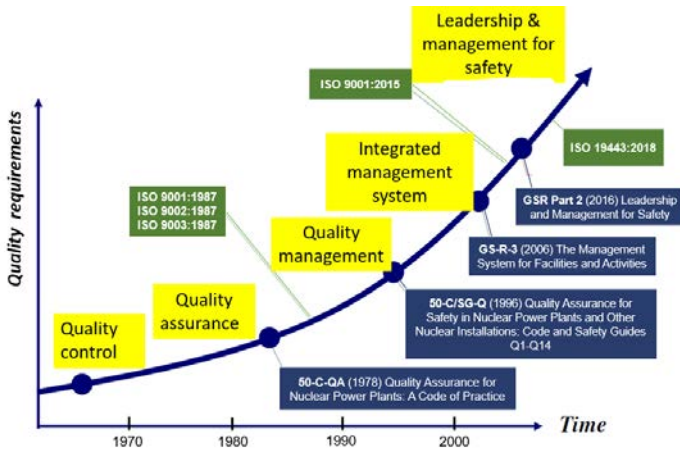 Leadership &
management for
safety
ISO 9001:2015
ISO 19443:2018
Integrated
management
system
GSR Part 2 (2016) Leadership
and Management for Safety
ISO 9001:1987
ISO 9002:1987
ISO 9003:1987
Quality
management
GS-R-3 (2006) The Management
System for Facilities and Activities
Quality
assurance
50-C/SG-Q (1996) Quality Assurance for
Safety in Nuclear Power Plants and Other
Nuclear Installations: Code and Safety Guides
Q1-Q14
Quality
control
50-C-QA (1978) Quality Assurance for
Nuclear Power Plants: A Code of Practice
Quality requirements
Time
1970
1980
1990
2000